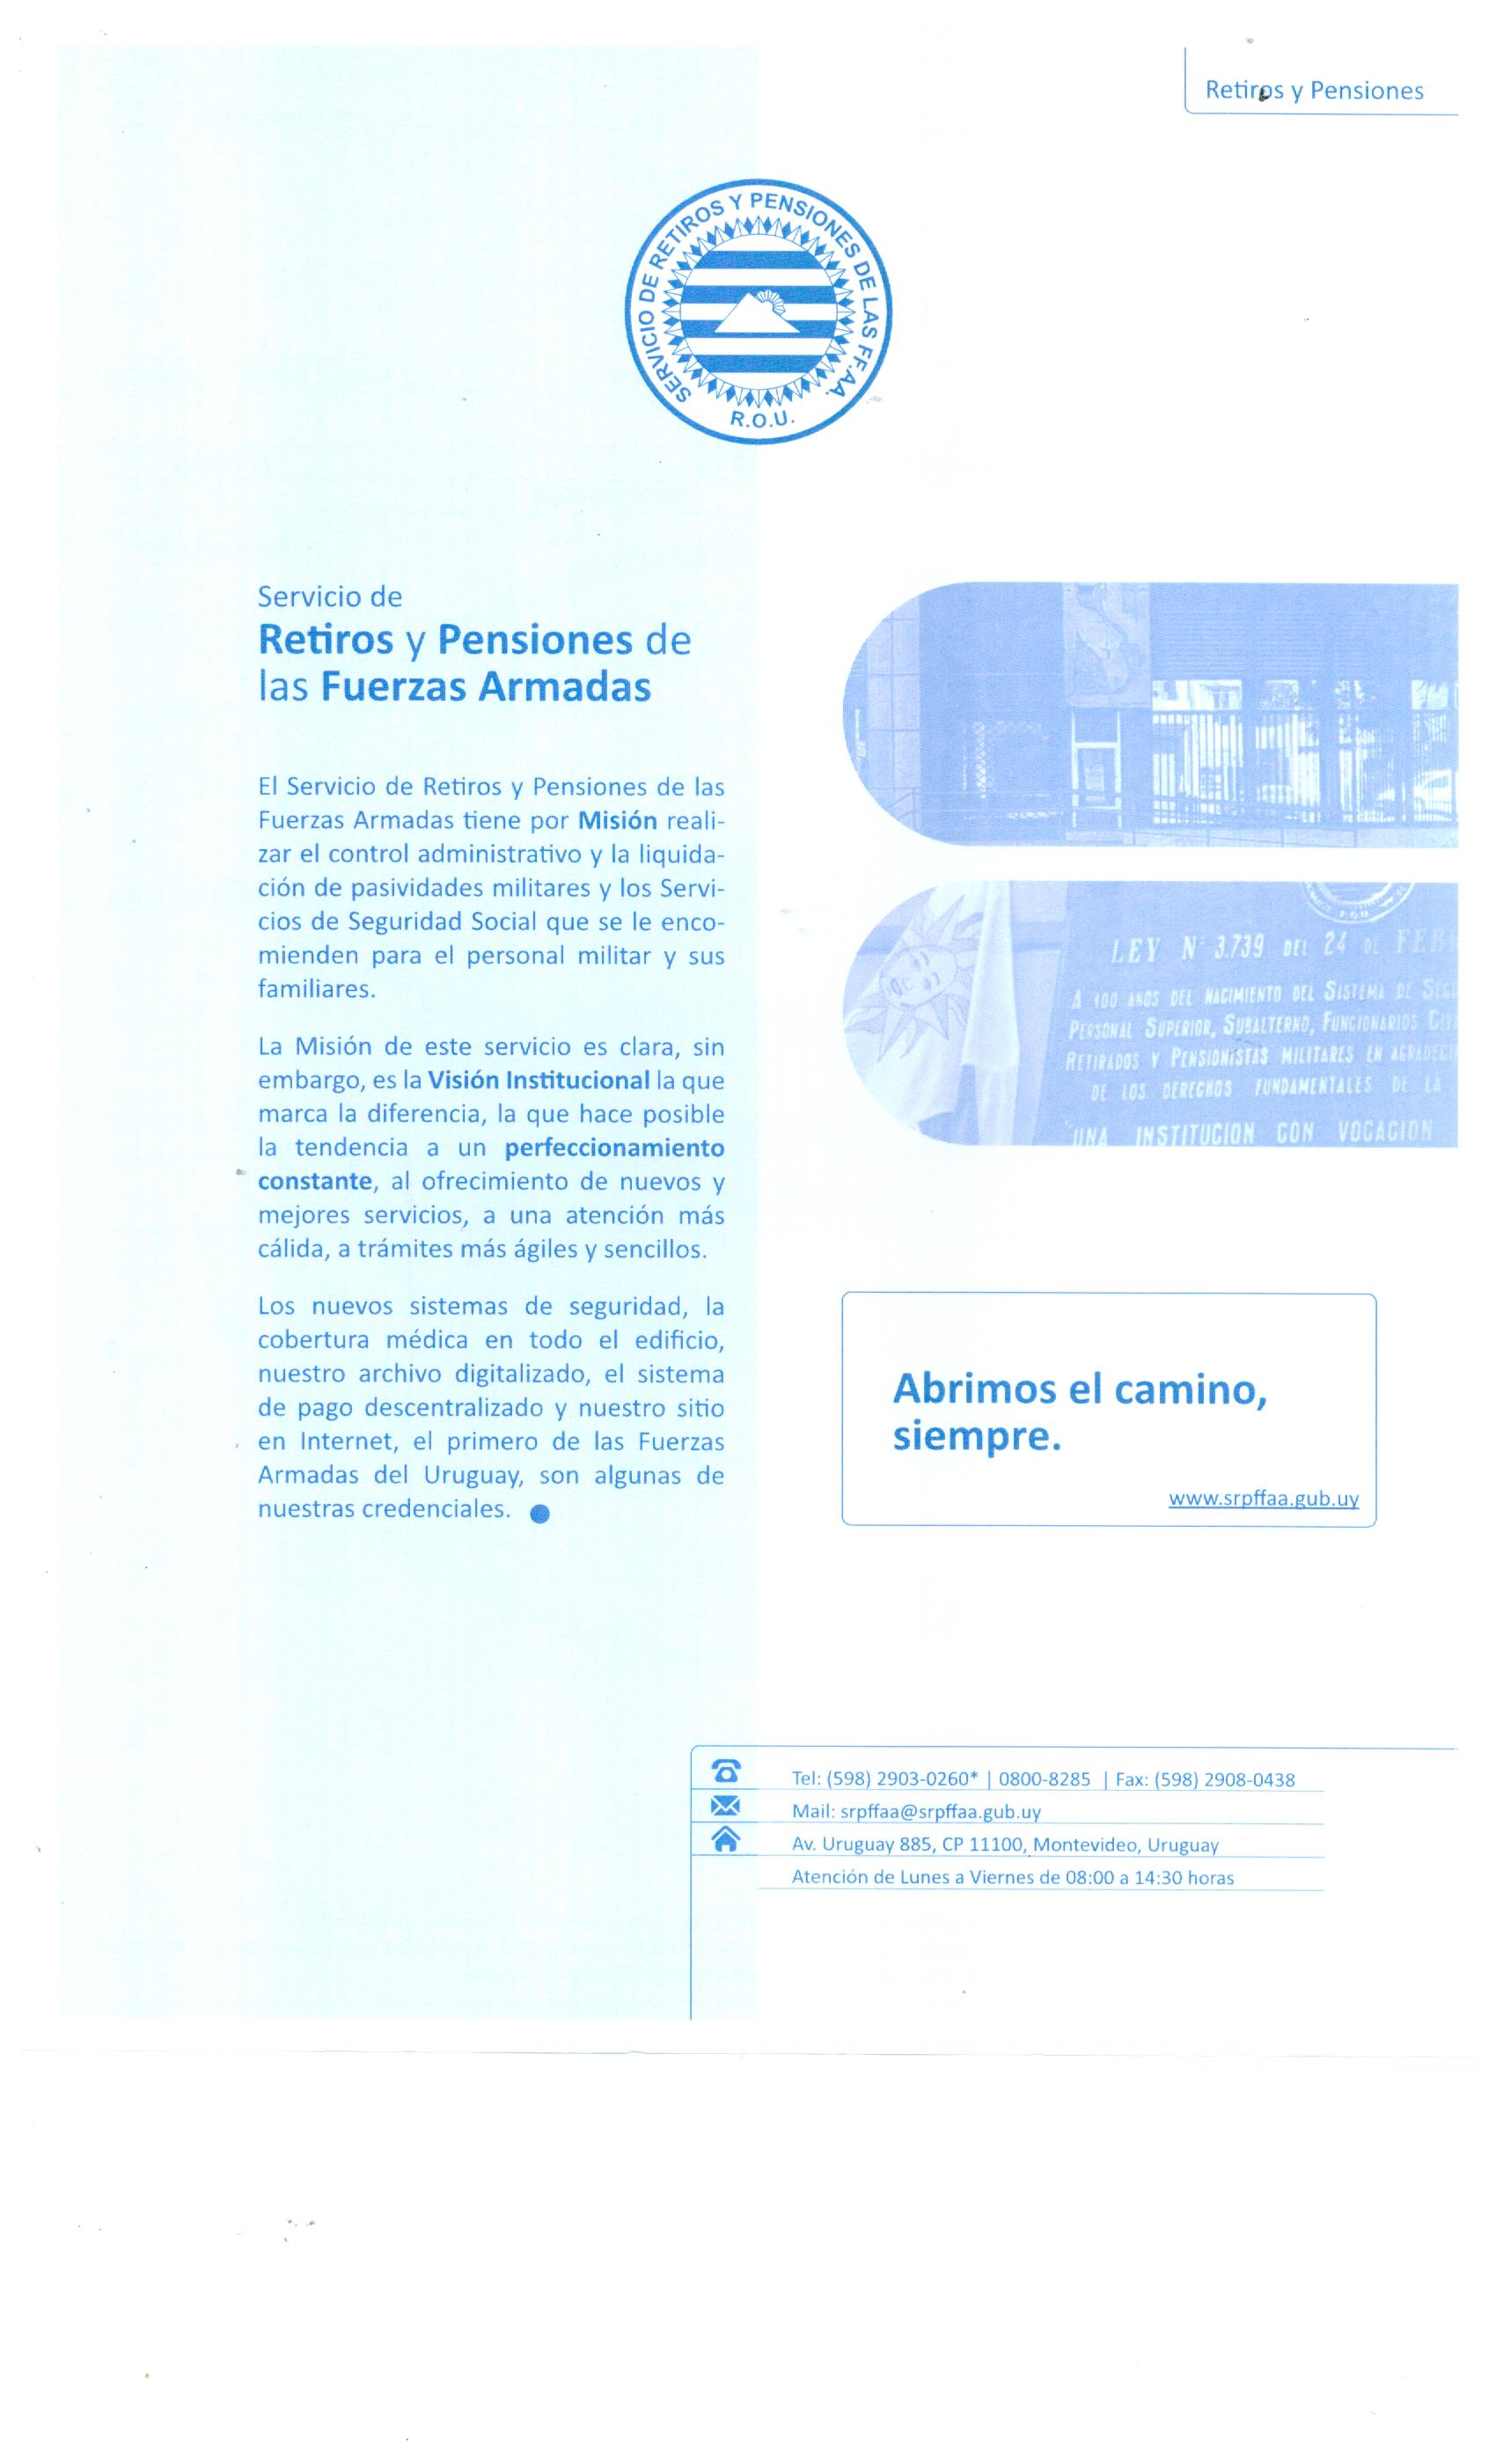 Retiros y Pensiones
SERVICIO DE RETIROS Y PENSIONES DE LAS FF.AA.
R.O.U.
Servicio de
Retiros y Pensiones de
las Fuerzas Armadas
El Servicio de Retiros y Pensiones de las
Fuerzas Armadas tiene por Misión reali-
zar el control administrativo y la liquida-
ción de pasividades militares y los Servi-
cios de Seguridad Social que se le enco-
mienden para el personal militar y sus
familiares.
La Misión de este servicio es clara, sin
embargo, es la Visión Institucional la que
marca la diferencia, la que hace posible
la tendencia a un perfeccionamiento
constante, al ofrecimiento de nuevos y
mejores servicios, a una atención más
cálida, a trámites más ágiles y sencillos.
Los nuevos sistemas de seguridad, la
cobertura médica en todo el edificio,
nuestro archivo digitalizado, el sistema
de pago descentralizado y nuestro sitio
en Internet, el primero de las Fuerzas
Armadas del Uruguay, son algunas de
nuestras credenciales.
LEY Nº 3.739 DEL 24 DE
A 100 AÑOS DEL NACIMIENTO DEL SISTEMA DE
PERSONAL SUPERIOR, SUBALTERNO, FUNCIONARIOS
RETIRADOS Y PENSIONISTAS MILITARES EN
DE LOS DERECHOS FUNDAMENTALES DE LA
"UNA INSTITUCION CON VOCACION
Abrimos el camino,
siempre.
www.srpffaa.gub.uy
Tel: (598) 2903-0260* | 0800-8285 | Fax: (598) 2908-0438
Mail: srpffaa@srpffaa.gub.uy
Av. Uruguay 885, CP 11100, Montevideo, Uruguay
Atención de Lunes a Viernes de 08:00 a 14:30 horas